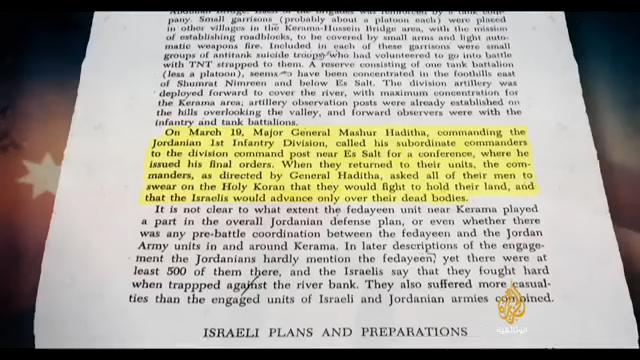 Abdullah Bridge. Each of the brigades was reinforced by a tank com-
pany. Small garrisons (probably about a platoon each) were placed
in other villages in the Kerama-Hussein Bridge area, with the mission
of establishing roadblocks, to be covered by small arms and light auto-
matic weapons fire. Included in each of these garrisons were small
groups of antitank suicide troops who had volunteered to go into battle
with TNT strapped to them. A reserve consisting of one tank battalion
(less a platoon), seems to have been concentrated in the foothills east
of Shumrat Nimreen and below Es Salt. The division artillery was
deployed forward to cover the river, with maximum concentration for
the Kerama area; artillery observation posts were already established on
the hills overlooking the valley, and forward observers were with the
infantry and tank battalions.
On March 19, Major General Mashur Haditha, commanding the
Jordanian 1st Infantry Division, called his subordinate commanders
to the division command post near Es Salt for a conference, where he
issued his final orders. When they returned to their units, the com-
manders, as directed by General Haditha, asked all of their men to
swear on the Holy Koran that they would fight to hold their land, and
that the Israelis would advance only over their dead bodies.
It is not clear to what extent the fedayeen unit near Kerama played
a part in the overall Jordanian defense plan, or even whether there
was any pre-battle coordination between the fedayeen and the Jordan
Army units in and around Kerama. In later descriptions of the engage-
ment the Jordanians hardly mention the fedayeen, yet there were at
least 500 of them there, and the Israelis say that they fought hard
when trappped against the river bank. They also suffered more casual-
ties than the engaged units of Israeli and Jordanian armies combined.
ISRAELI PLANS AND PREPARATIONS
الجزيرة
الوثائقية